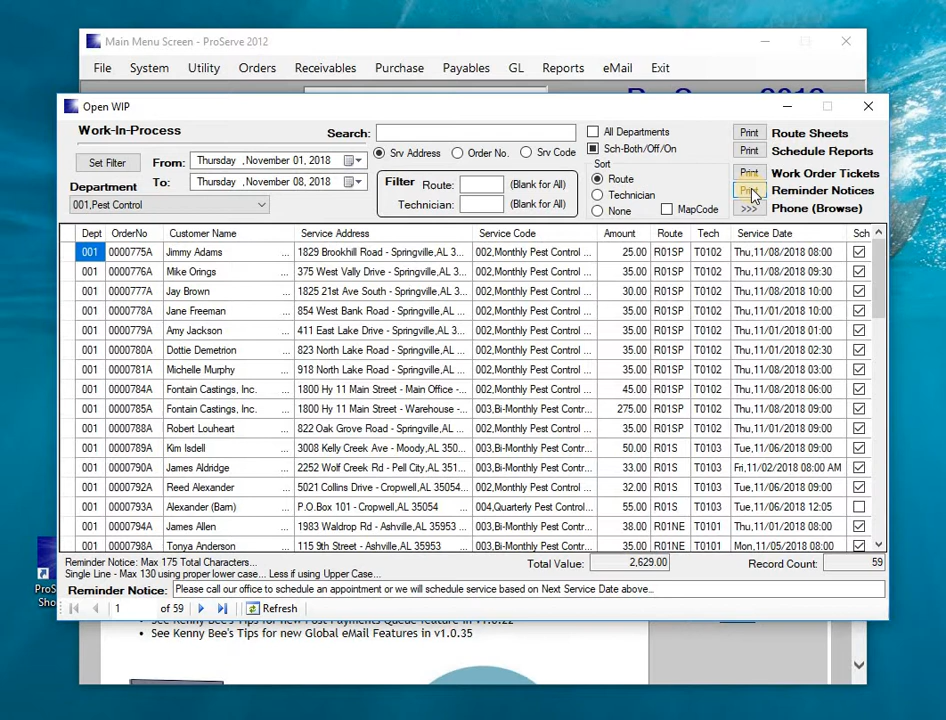 Main Menu Screen - ProServe 2012
File System Utility Orders Receivables Purchase Payables GL Reports eMail Exit
Open WIP
Work-In-Process
Search:
All Departments
Print Route Sheets
Set Filter
From: Thursday ,November 01, 2018
Srv Address Order No. Srv Code
Sch-Both/Off/On
Print Schedule Reports
To: Thursday ,November 08, 2018
Filter Route: (Blank for All)
Technician: (Blank for All)
Sort
Route
Technician
None
MapCode
Print Work Order Tickets
Print Reminder Notices
>>> Phone (Browse)
Department
001,Pest Control
Dept OrderNo Customer Name Service Address Service Code Amount Route Tech Service Date Sch
001 0000775A Jimmy Adams ... 1829 Brookhill Road - Springville,AL 3... 002,Monthly Pest Control ... 25.00 R01SP T0102 Thu,11/08/2018 08:00
001 0000776A Mike Orings ... 375 West Vally Drive - Springville,AL ... 002,Monthly Pest Control ... 35.00 R01SP T0102 Thu,11/08/2018 09:30
001 0000777A Jay Brown ... 1825 21st Ave South - Springville,AL ... 002,Monthly Pest Control ... 30.00 R01SP T0102 Thu,11/08/2018 10:00
001 0000778A Jane Freeman ... 854 West Bank Road - Springville,AL ... 002,Monthly Pest Control ... 35.00 R01SP T0102 Thu,11/01/2018 10:00
001 0000779A Amy Jackson ... 411 East Lake Drive - Springville,AL ... 002,Monthly Pest Control ... 35.00 R01SP T0102 Thu,11/01/2018 01:00
001 0000780A Dottie Demetrion ... 823 North Lake Road - Springville,AL ... 002,Monthly Pest Control ... 35.00 R01SP T0102 Thu,11/01/2018 02:30
001 0000781A Michelle Murphy ... 918 North Lake Road - Springville,AL ... 002,Monthly Pest Control ... 35.00 R01SP T0102 Thu,11/08/2018 03:00
001 0000784A Fontain Castings, Inc. ... 1800 Hy 11 Main Street - Main Office -... 002,Monthly Pest Control ... 45.00 R01SP T0102 Thu,11/08/2018 06:00
001 0000785A Fontain Castings, Inc. ... 1800 Hy 11 Main Street - Warehouse -... 003,Bi-Monthly Pest Contr... 275.00 R01SP T0102 Thu,11/08/2018 09:00
001 0000788A Robert Louheart ... 822 Oak Grove Road - Springville,AL ... 002,Monthly Pest Control ... 35.00 R01SP T0102 Thu,11/08/2018 09:00
001 0000789A Kim Isdell ... 3008 Kelly Creek Ave - Moody,AL 350... 003,Bi-Monthly Pest Contr... 50.00 R01S T0103 Tue,11/06/2018 09:00
001 0000790A James Aldridge ... 2252 Wolf Creek Rd - Pell City,AL 351... 003,Bi-Monthly Pest Contr... 33.00 R01S T0103 Fri,11/02/2018 08:00 AM
001 0000792A Reed Alexander ... 5021 Collins Drive - Cropwell,AL 35054... 003,Bi-Monthly Pest Contr... 32.00 R01S T0103 Tue,11/06/2018 09:00
001 0000793A Alexander (Bam) ... P.O.Box 101 - Cropwell,AL 35054 ... 004,Quarterly Pest Control ... 55.00 R01S T0103 Tue,11/06/2018 12:05
001 0000794A James Allen ... 1983 Waldrop Rd - Ashville,AL 35953 ... 003,Bi-Monthly Pest Contr... 38.00 R01NE T0101 Thu,11/01/2018 08:00
001 0000798A Tonya Anderson ... 115 9th Street - Ashville,AL 35953 ... 003,Bi-Monthly Pest Contr... 35.00 R01NE T0101 Mon,11/05/2018 08:00
Reminder Notice: Max 175 Total Characters...
Single Line - Max 130 using proper lower case... Less if using Upper Case...
Total Value: 2,629.00 Record Count: 59
Reminder Notice: Please call our office to schedule an appointment or we will schedule service based on Next Service Date above...
1 of 59 Refresh
• See Kenny Bee's Tips for new Global eMail Features in v1.0.35